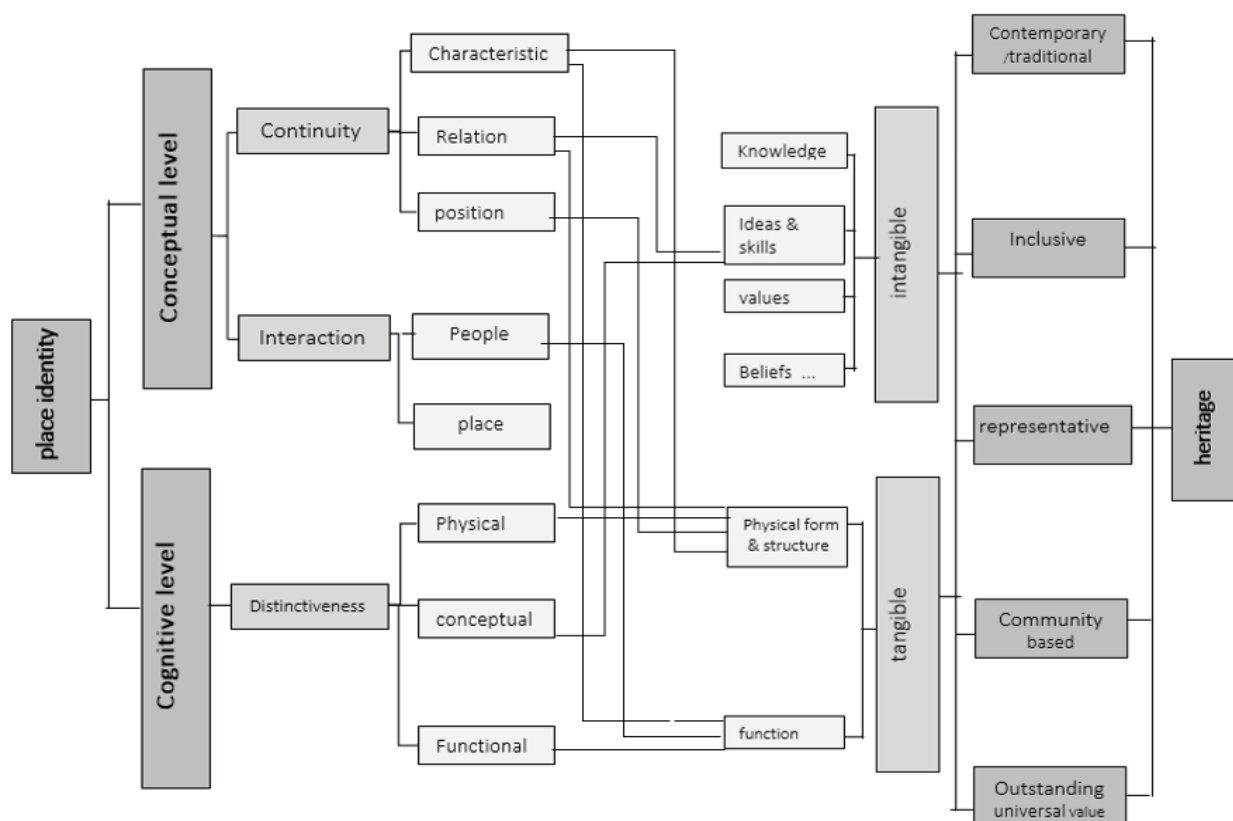 place identity
Conceptual level
Cognitive level
Continuity
Interaction
Distinctiveness
Characteristic
Relation
position
People
place
Physical
conceptual
Functional
Knowledge
Ideas &
skills
values
Beliefs ...
Physical form
& structure
function
intangible
tangible
Contemporary
/traditional
Inclusive
representative
Community
based
Outstanding
universal value
heritage